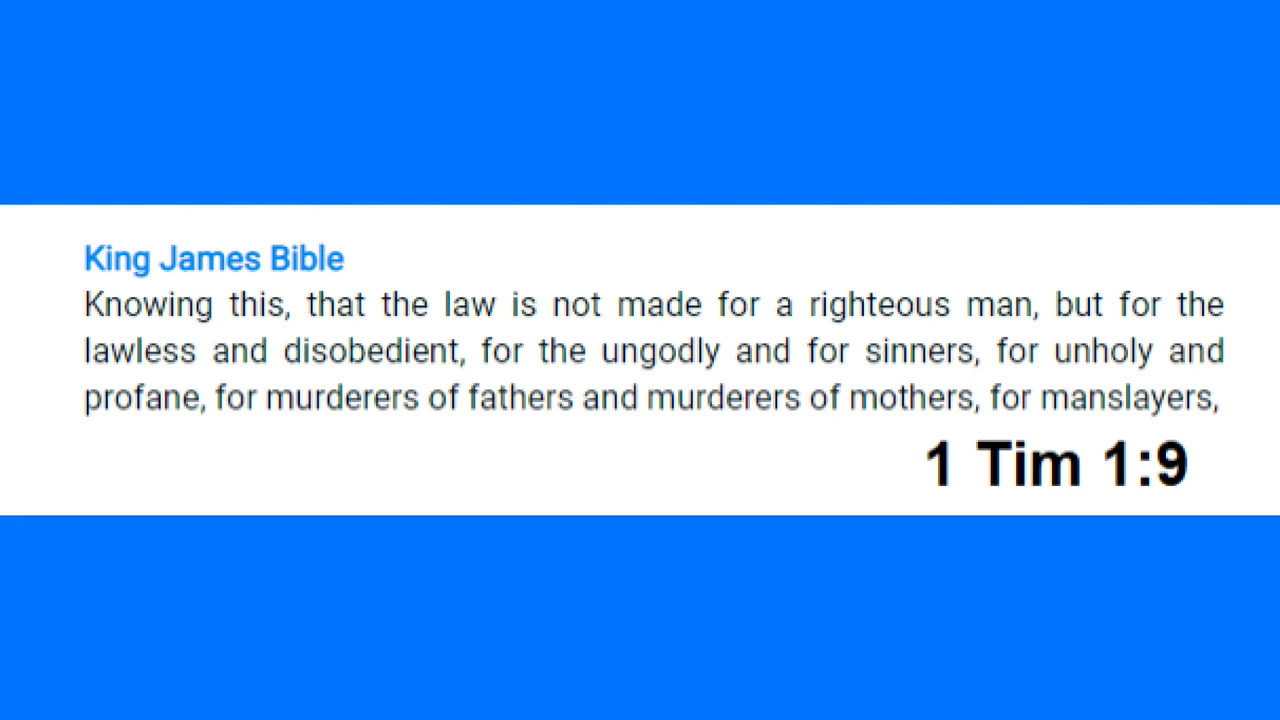 King James Bible
Knowing this, that the law is not made for a righteous man, but for the
lawless and disobedient, for the ungodly and for sinners, for unholy and
profane, for murderers of fathers and murderers of mothers, for manslayers,
1 Tim 1:9